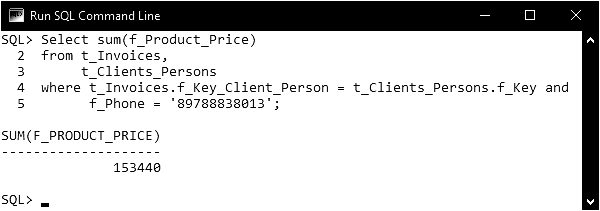 Run SQL Command Line
SQL> Select sum(f_Product_Price)
  2  from t_Invoices,
  3       t_Clients_Persons
  4  where t_Invoices.f_Key_Client_Person = t_Clients_Persons.f_Key and
  5        f_Phone = '89788838013';
SUM(F_PRODUCT_PRICE)
--------------------
              153440
SQL>